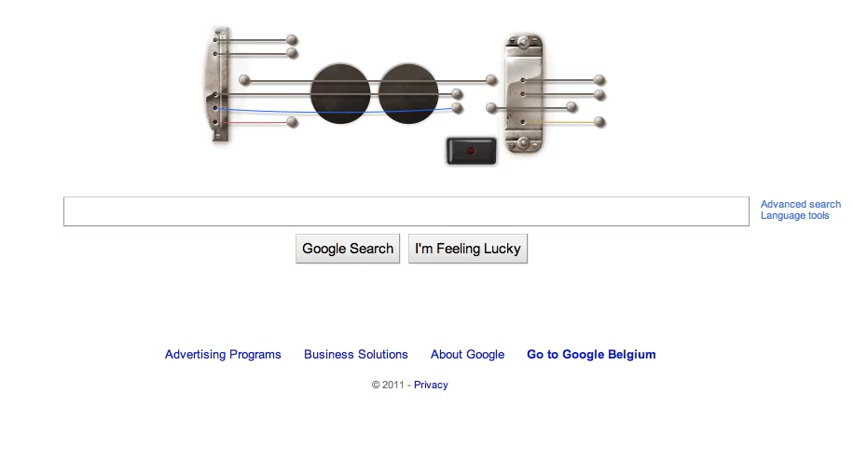 Advanced search
Language tools
Google Search I'm Feeling Lucky
Advertising Programs Business Solutions About Google Go to Google Belgium
© 2011 - Privacy